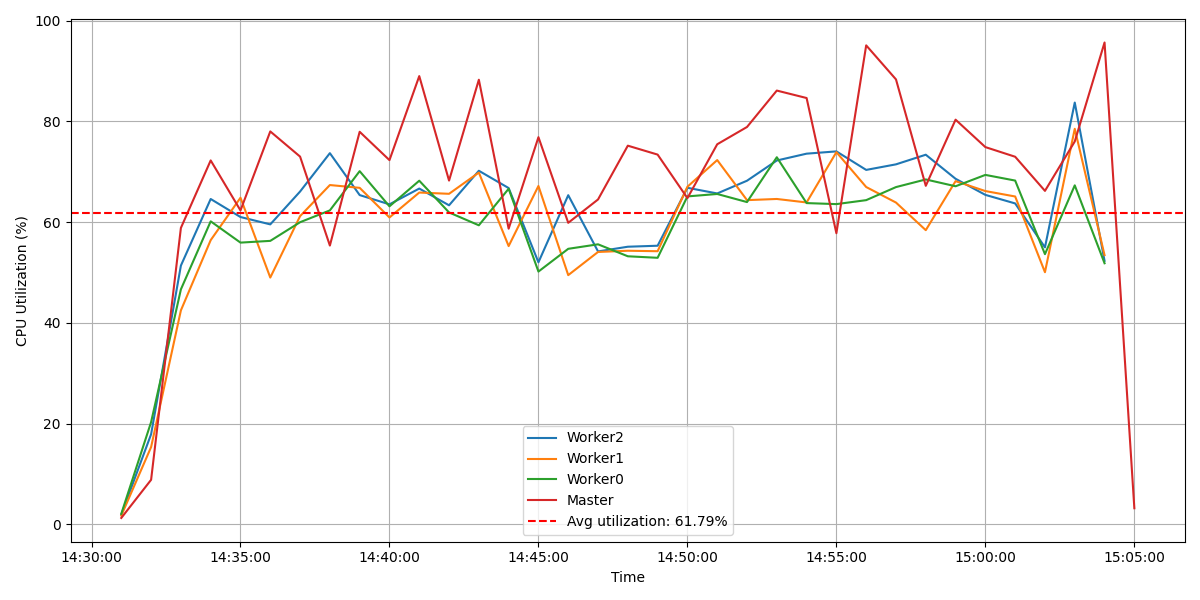 100
80
60
40
20
0
CPU Utilization (%)
Worker2
Worker1
Worker0
Master
Avg utilization: 61.79%
14:30:00 14:35:00 14:40:00 14:45:00 14:50:00 14:55:00 15:00:00 15:05:00
Time